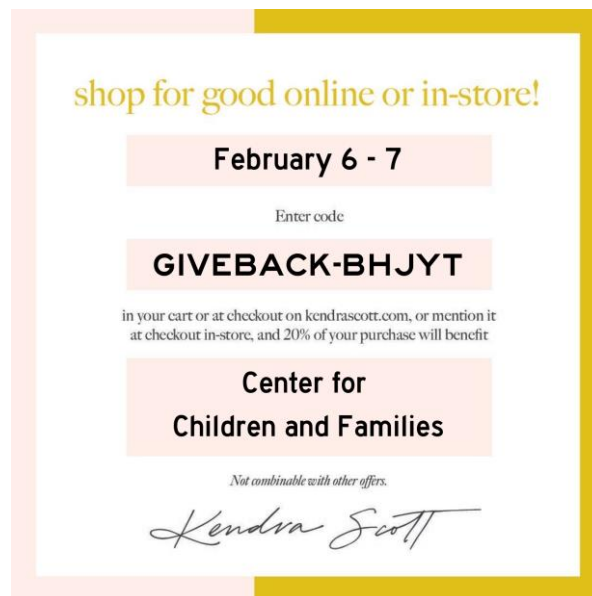 shop for good online or in-store!
February 6 - 7
Enter code
GIVEBACK-BHJYT
in your cart or at checkout on kendrascott.com, or mention it
at checkout in-store, and 20% of your purchase will benefit
Center for
Children and Families
Not combinable with other offers.
Kendra Scott